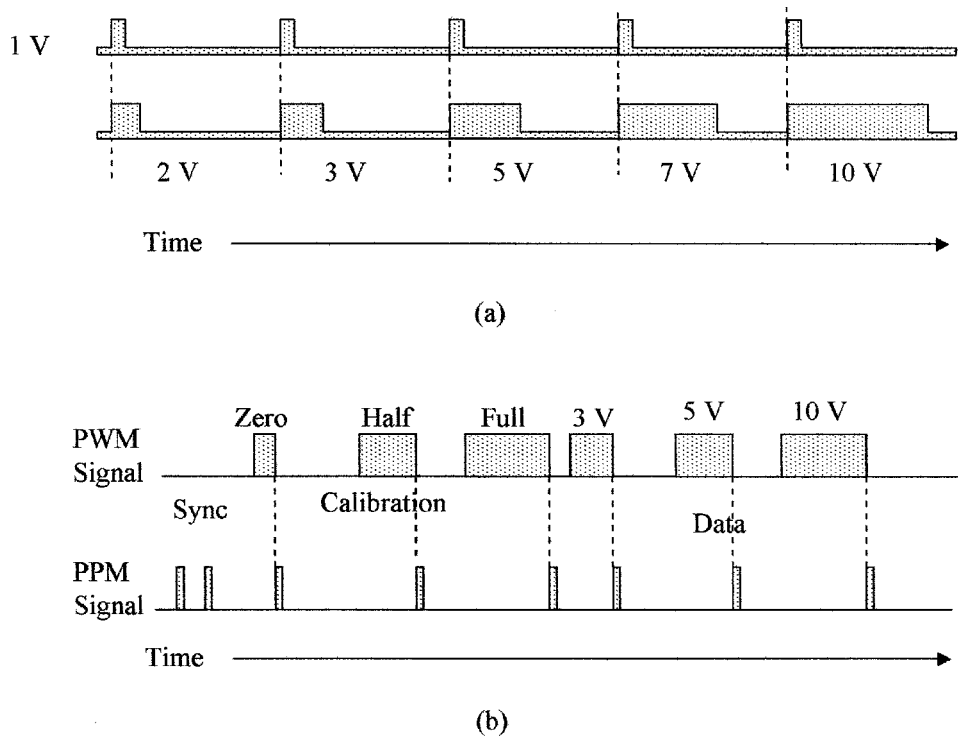 1 V
2 V 3 V 5 V 7 V 10 V
Time
(a)
Zero Half Full 3 V 5 V 10 V
PWM
Signal
Sync Calibration Data
PPM
Signal
Time
(b)